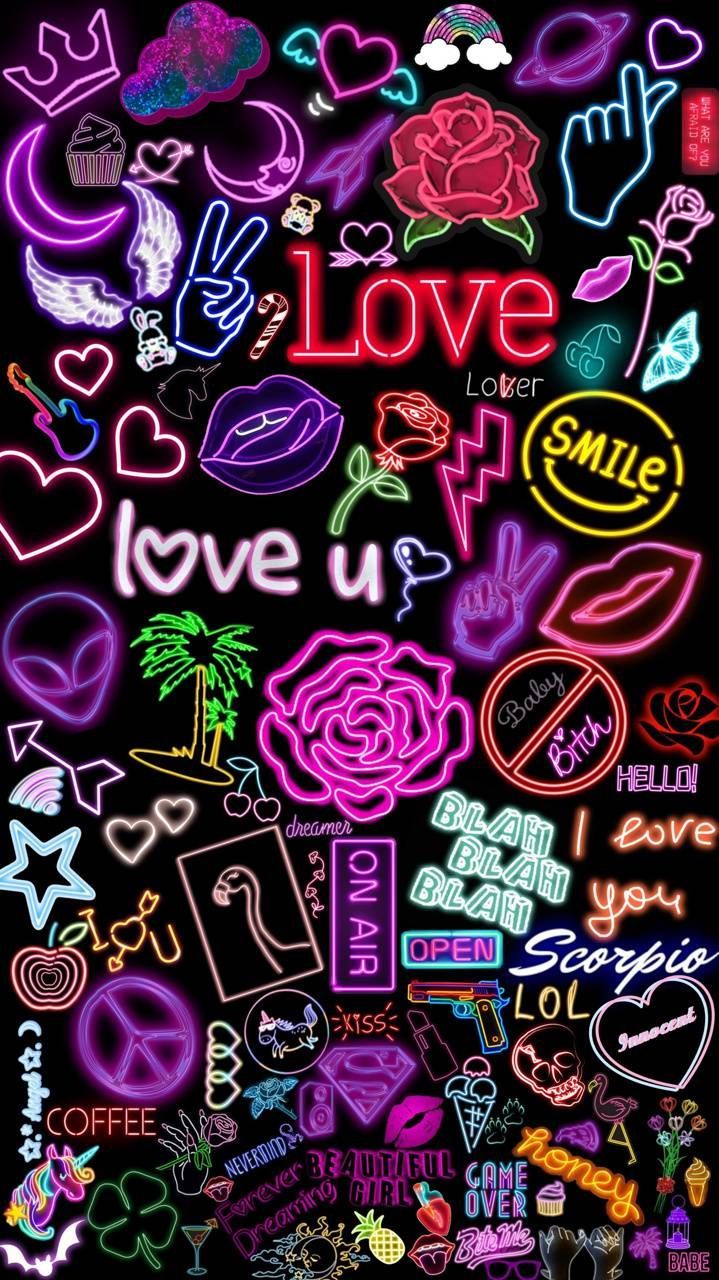 WHAT ARE YOU
AFRAID OF?
Love
Lover
SMILe
love u
Baby
Bitch
HELLO!
dreamer
BLAH
BLAH
BLAH
I love
you
ON AIR
I U
OPEN
Scorpio
LOL
Innocent
KISS
Angel
COFFEE
NEVERMIND
BEAUTIFUL
GIRL
Forever
Dreaming
GAME
OVER
honey
Bite Me
BABE